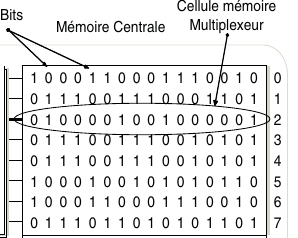 Bits
Mémoire Centrale
Cellule mémoire
Multiplexeur
1 0 0 0 1 1 0 0 0 1 1 1 0 0 1 0 0
0 1 1 1 0 0 1 1 1 0 0 0 1 1 0 1 1
0 1 0 0 0 0 1 0 0 1 0 0 0 0 0 1 2
0 1 1 0 0 0 1 1 1 0 0 1 0 1 1 0 3
0 1 1 1 0 0 1 1 1 0 0 1 0 1 0 1 4
1 0 0 0 1 0 0 1 0 0 1 0 1 1 1 0 5
0 1 0 0 0 1 0 0 1 1 0 0 1 0 1 0 6
0 1 1 1 0 1 1 0 1 0 1 0 1 1 0 1 7